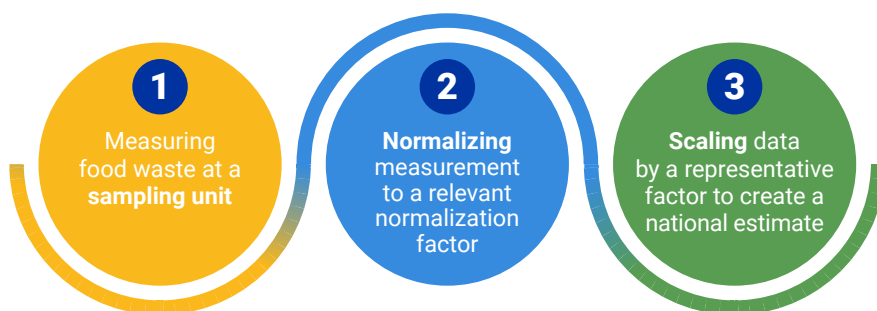 1
Measuring
food waste at a
sampling unit
2
Normalizing
measurement
to a relevant
normalization
factor
3
Scaling data
by a representative
factor to create a
national estimate